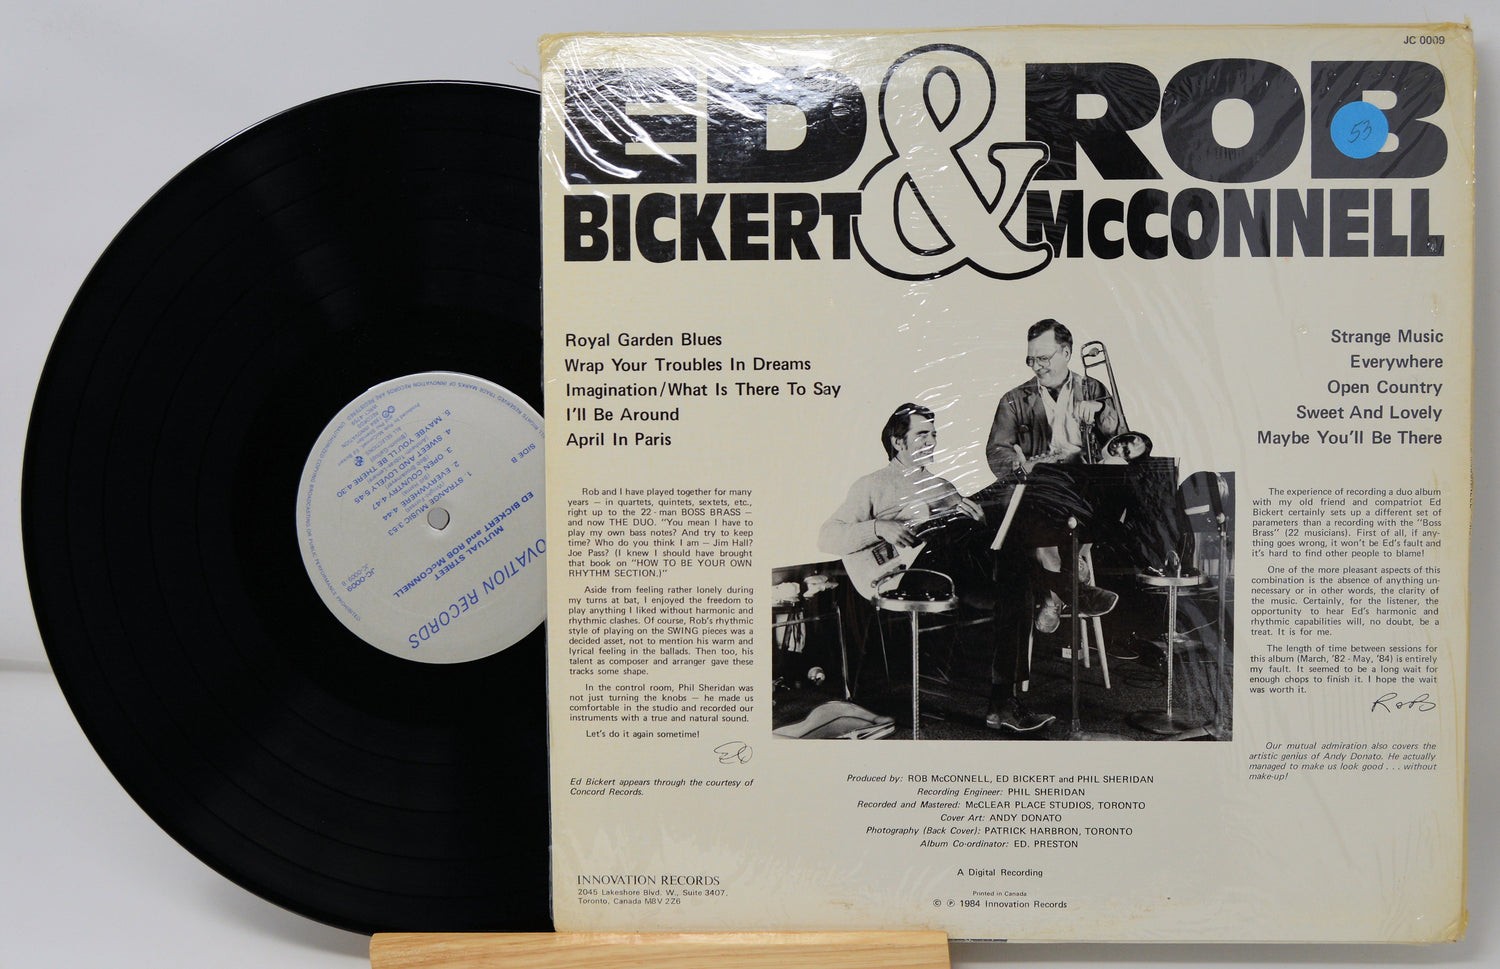 JC 0009
ED & ROB
BICKERT McCONNELL
53
Royal Garden Blues
Wrap Your Troubles In Dreams
Imagination/What Is There To Say
I'll Be Around
April In Paris
Strange Music
Everywhere
Open Country
Sweet And Lovely
Maybe You'll Be There
Rob and I have played together for many
years — in quartets, quintets, sextets, etc.,
right up to the 22-man BOSS BRASS —
and now THE DUO. "You mean I have to
play my own bass notes? And try to keep
time? Who do you think I am — Jim Hall?
Joe Pass? (I knew I should have brought
that book on "HOW TO BE YOUR OWN
RHYTHM SECTION.)"
Aside from feeling rather lonely during
my turns at bat, I enjoyed the freedom to
play anything I liked without harmonic and
rhythmic clashes. Of course, Rob's rhythmic
style of playing on the SWING pieces was a
decided asset, not to mention his warm and
lyrical feeling in the ballads. Then too, his
talent as composer and arranger gave these
tracks some shape.
In the control room, Phil Sheridan was
not just turning the knobs — he made us
comfortable in the studio and recorded our
instruments with a true and natural sound.
Let's do it again sometime!
Ed
Ed Bickert appears through the courtesy of
Concord Records.
The experience of recording a duo album
with my old friend and compatriot Ed
Bickert certainly sets up a different set of
parameters than a recording with the "Boss
Brass" (22 musicians). First of all, if any-
thing goes wrong, it won't be Ed's fault and
it's hard to find other people to blame!
One of the more pleasant aspects of this
combination is the absence of anything un-
necessary or in other words, the clarity of
the music. Certainly, for the listener, the
opportunity to hear Ed's harmonic and
rhythmic capabilities will, no doubt, be a
treat. It is for me.
The length of time between sessions for
this album (March, '82 - May, '84) is entirely
my fault. It seemed to be a long wait for
enough chops to finish it. I hope the wait
was worth it.
Rob
Our mutual admiration also covers the
artistic genius of Andy Donato. He actually
managed to make us look good . . . without
make-up!
Produced by: ROB McCONNELL, ED BICKERT and PHIL SHERIDAN
Recording Engineer: PHIL SHERIDAN
Recorded and Mastered: McCLEAR PLACE STUDIOS, TORONTO
Cover Art: ANDY DONATO
Photography (Back Cover): PATRICK HARBRON, TORONTO
Album Co-ordinator: ED. PRESTON
A Digital Recording
Printed in Canada
© ℗ 1984 Innovation Records
INNOVATION RECORDS
2045 Lakeshore Blvd. W., Suite 3407,
Toronto, Canada M8V 2Z6
OVATION RECORDS
JC-0009
JC-0009 B
MUTUAL STREET
ED BICKERT and ROB McCONNELL
SIDE B
1. STRANGE MUSIC 3:53
2. EVERYWHERE 4:44
3. OPEN COUNTRY 4:47
4. SWEET AND LOVELY 5:45
5. MAYBE YOU'LL BE THERE 4:30